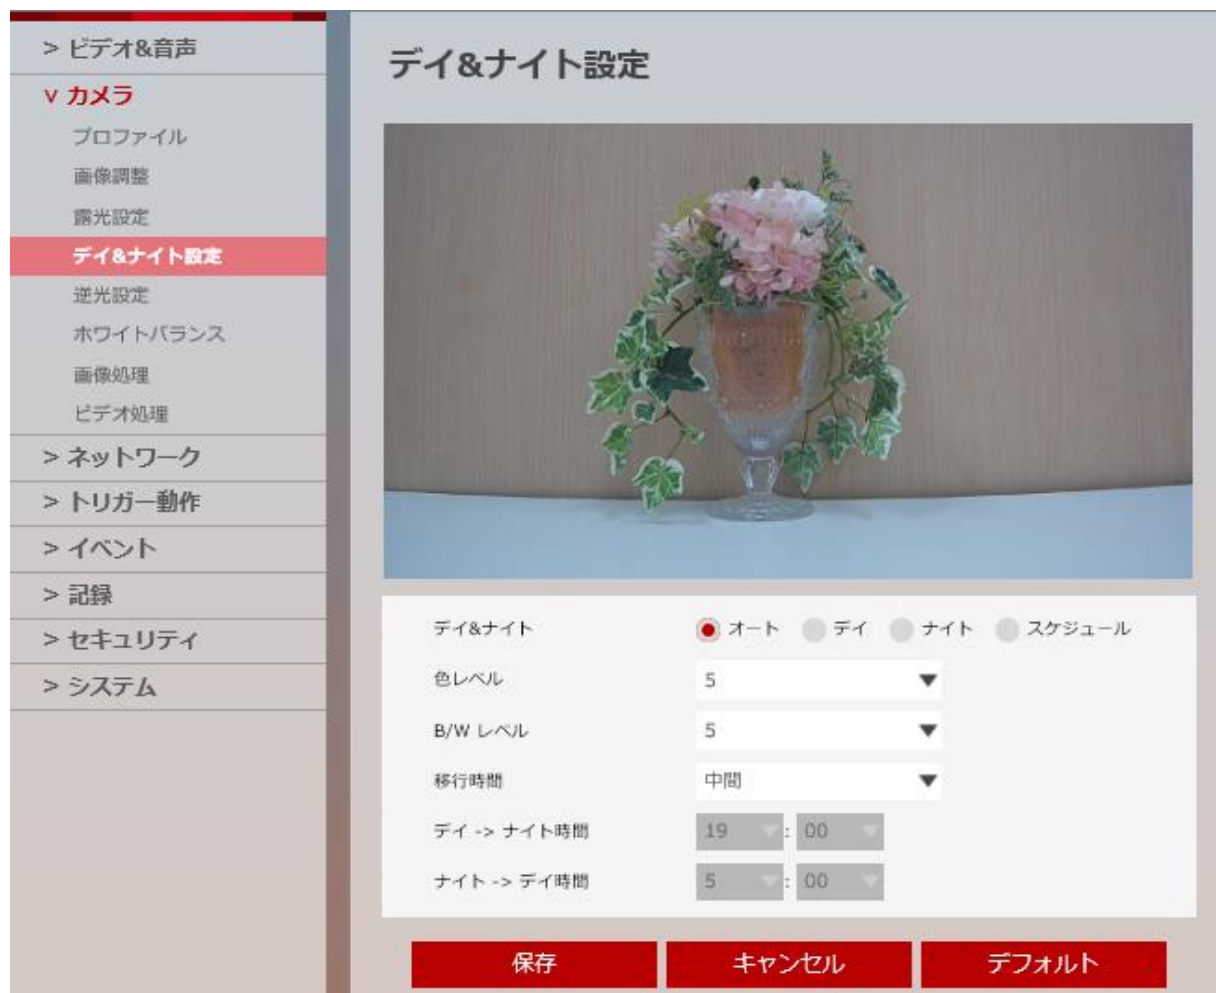 > ビデオ&音声
v カメラ
プロファイル
画像調整
露光設定
デイ&ナイト設定
逆光設定
ホワイトバランス
画像処理
ビデオ処理
> ネットワーク
> トリガー動作
> イベント
> 記録
> セキュリティ
> システム
デイ&ナイト設定
デイ&ナイト オート デイ ナイト スケジュール
色レベル 5
B/W レベル 5
移行時間 中間
デイ -> ナイト時間 19 : 00
ナイト -> デイ時間 5 : 00
保存 キャンセル デフォルト